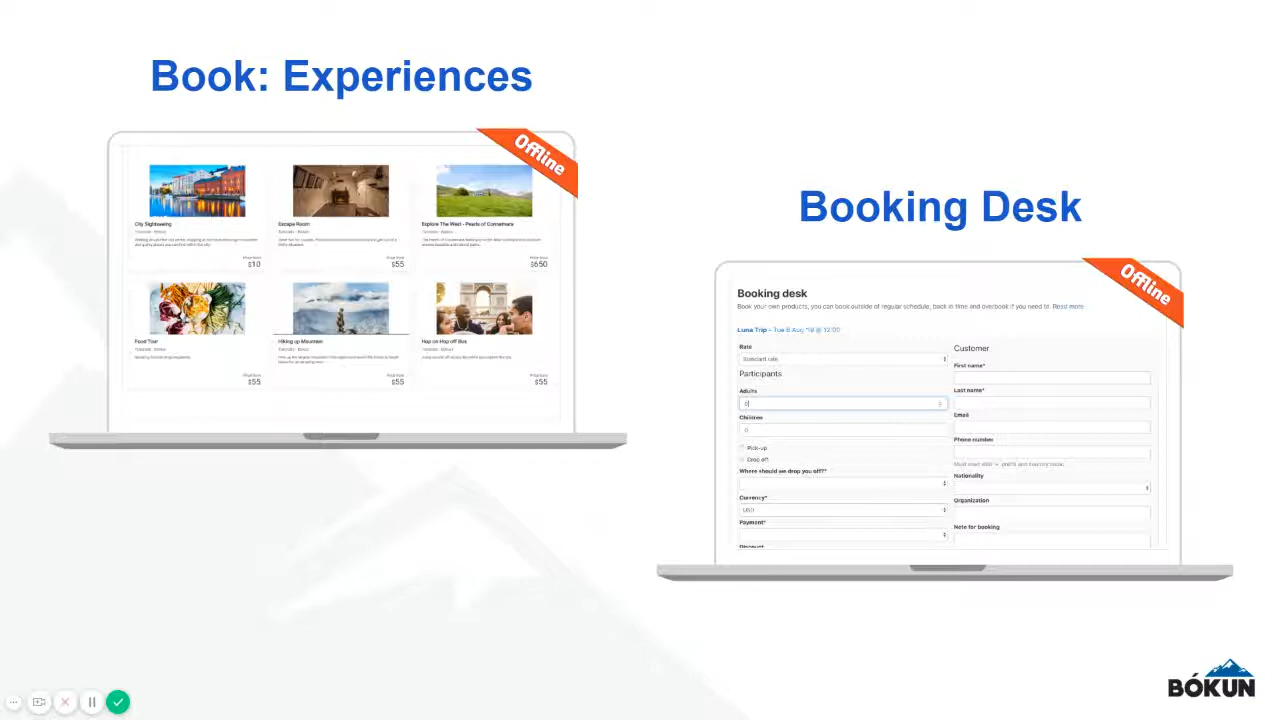 Book: Experiences
Offline
City Sightseeing
$10
Escape Room
$55
Explore The West - Pearls of Connemara
$650
Food Tour
$55
Hiking up Mountain
$55
Hop on Hop off Bus
$55
Booking Desk
Offline
Booking desk
Book your own products, you can book outside of regular schedule, back in time and overbook if you need to. Read more
Luna Trip - Tue 6 Aug '19 @ 12:00
Rate
Standard rate
Participants
Adults
0
Children
0
Pick-up
Drop off
Where should we drop you off?*
Currency*
USD
Payment*
Discount
Customer
First name*
Last name*
Email
Phone number
Nationality
Organization
Note for booking
BÓKUN